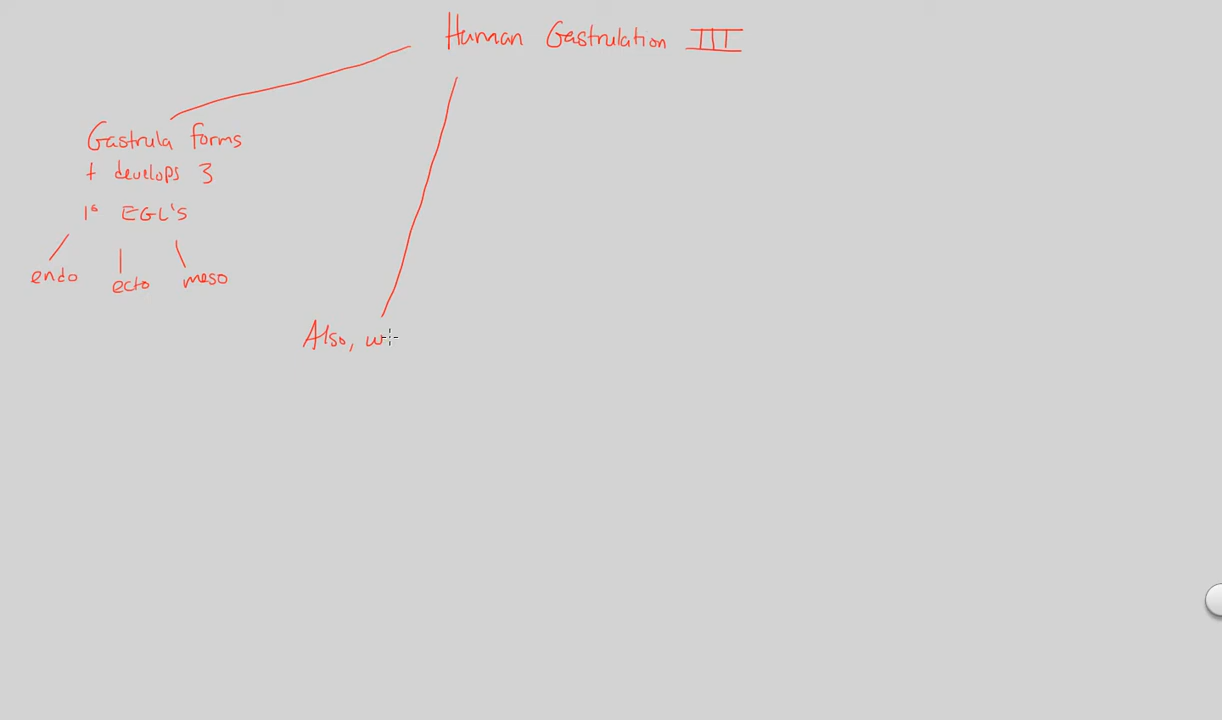 Human Gastrulation III
Gastrula forms
+ develops 3
1° EGL's
endo
ecto
meso
Also, w